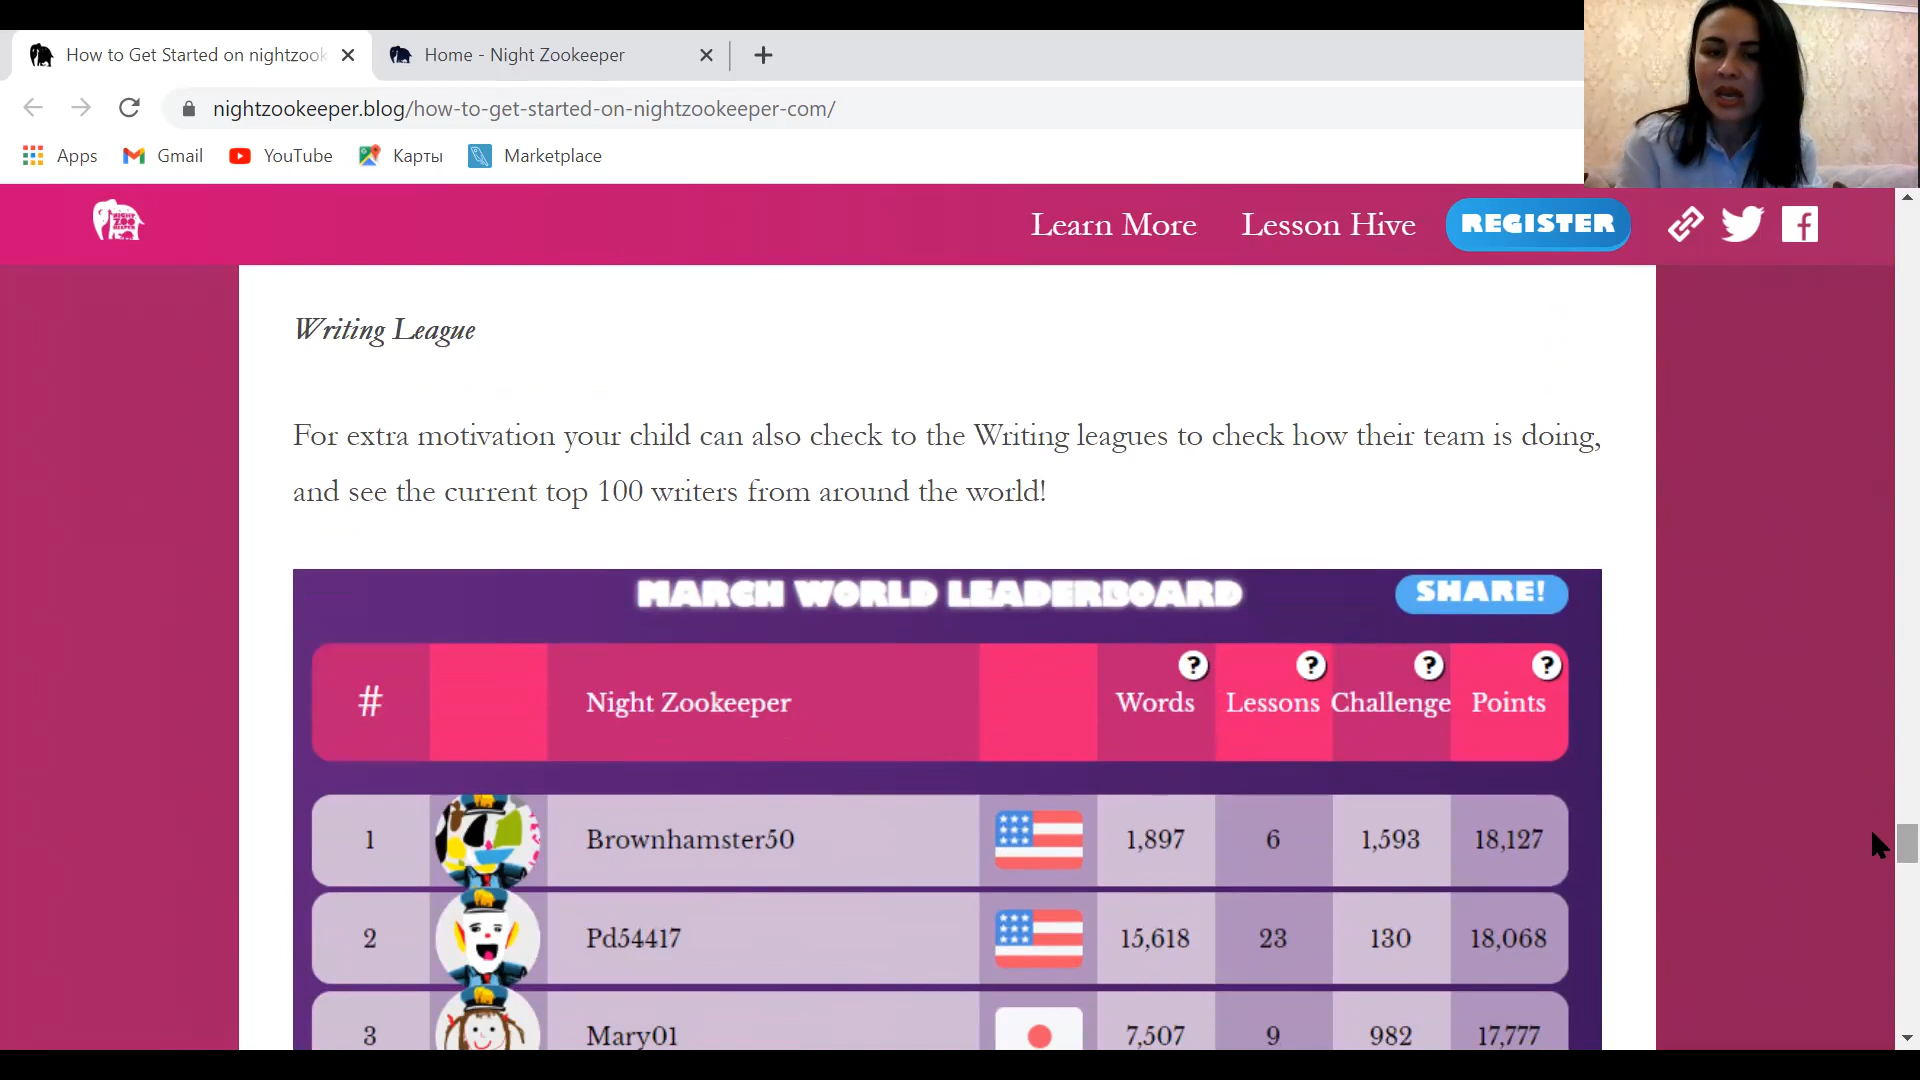 How to Get Started on nightzook
Home - Night Zookeeper
nightzookeeper.blog/how-to-get-started-on-nightzookeeper-com/
Apps
Gmail
YouTube
Карты
Marketplace
NIGHT ZOO KEEPER
Learn More
Lesson Hive
REGISTER
Writing League
For extra motivation your child can also check to the Writing leagues to check how their team is doing,
and see the current top 100 writers from around the world!
MARCH WORLD LEADERBOARD
SHARE!
# Night Zookeeper Words ? Lessons ? Challenge ? Points ?
1 Brownhamster50 1,897 6 1,593 18,127
2 Pd54417 15,618 23 130 18,068
3 Mary01 7,507 9 982 17,777